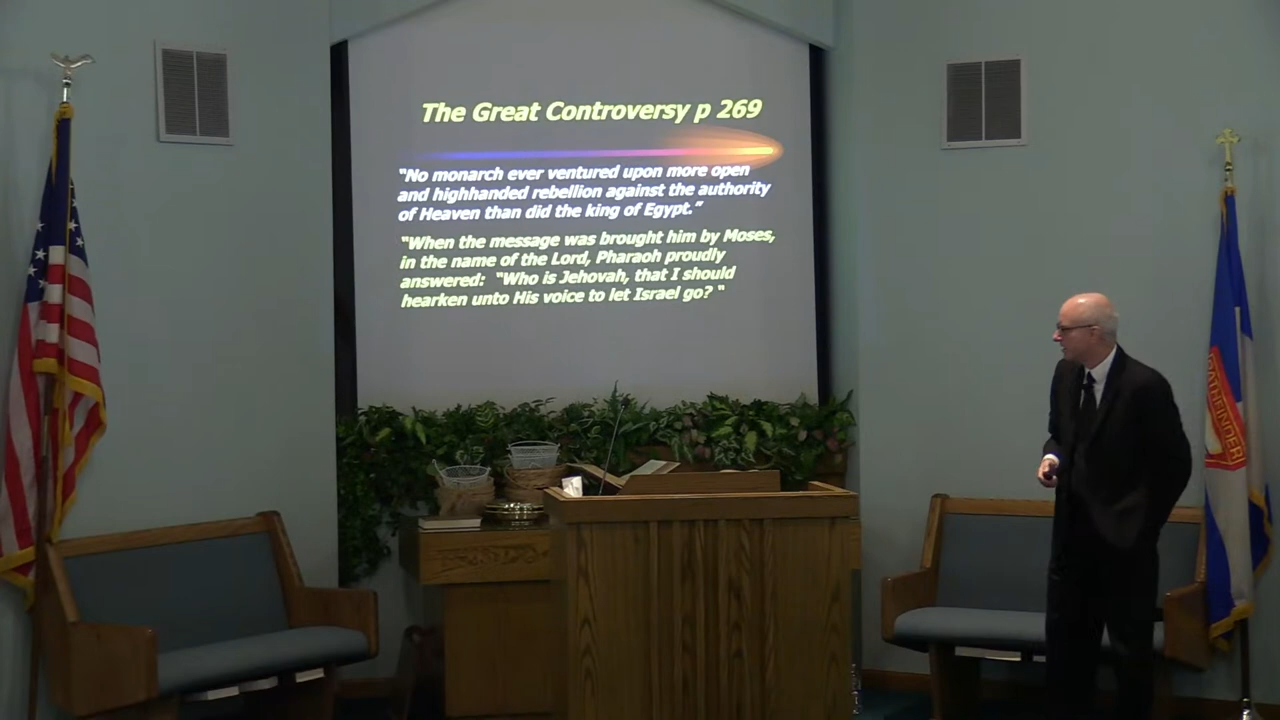 The Great Controversy p 269
“No monarch ever ventured upon more open
and highhanded rebellion against the authority
of Heaven than did the king of Egypt.”
“When the message was brought him by Moses,
in the name of the Lord, Pharaoh proudly
answered: “Who is Jehovah, that I should
hearken unto His voice to let Israel go? “
PATHFINDER